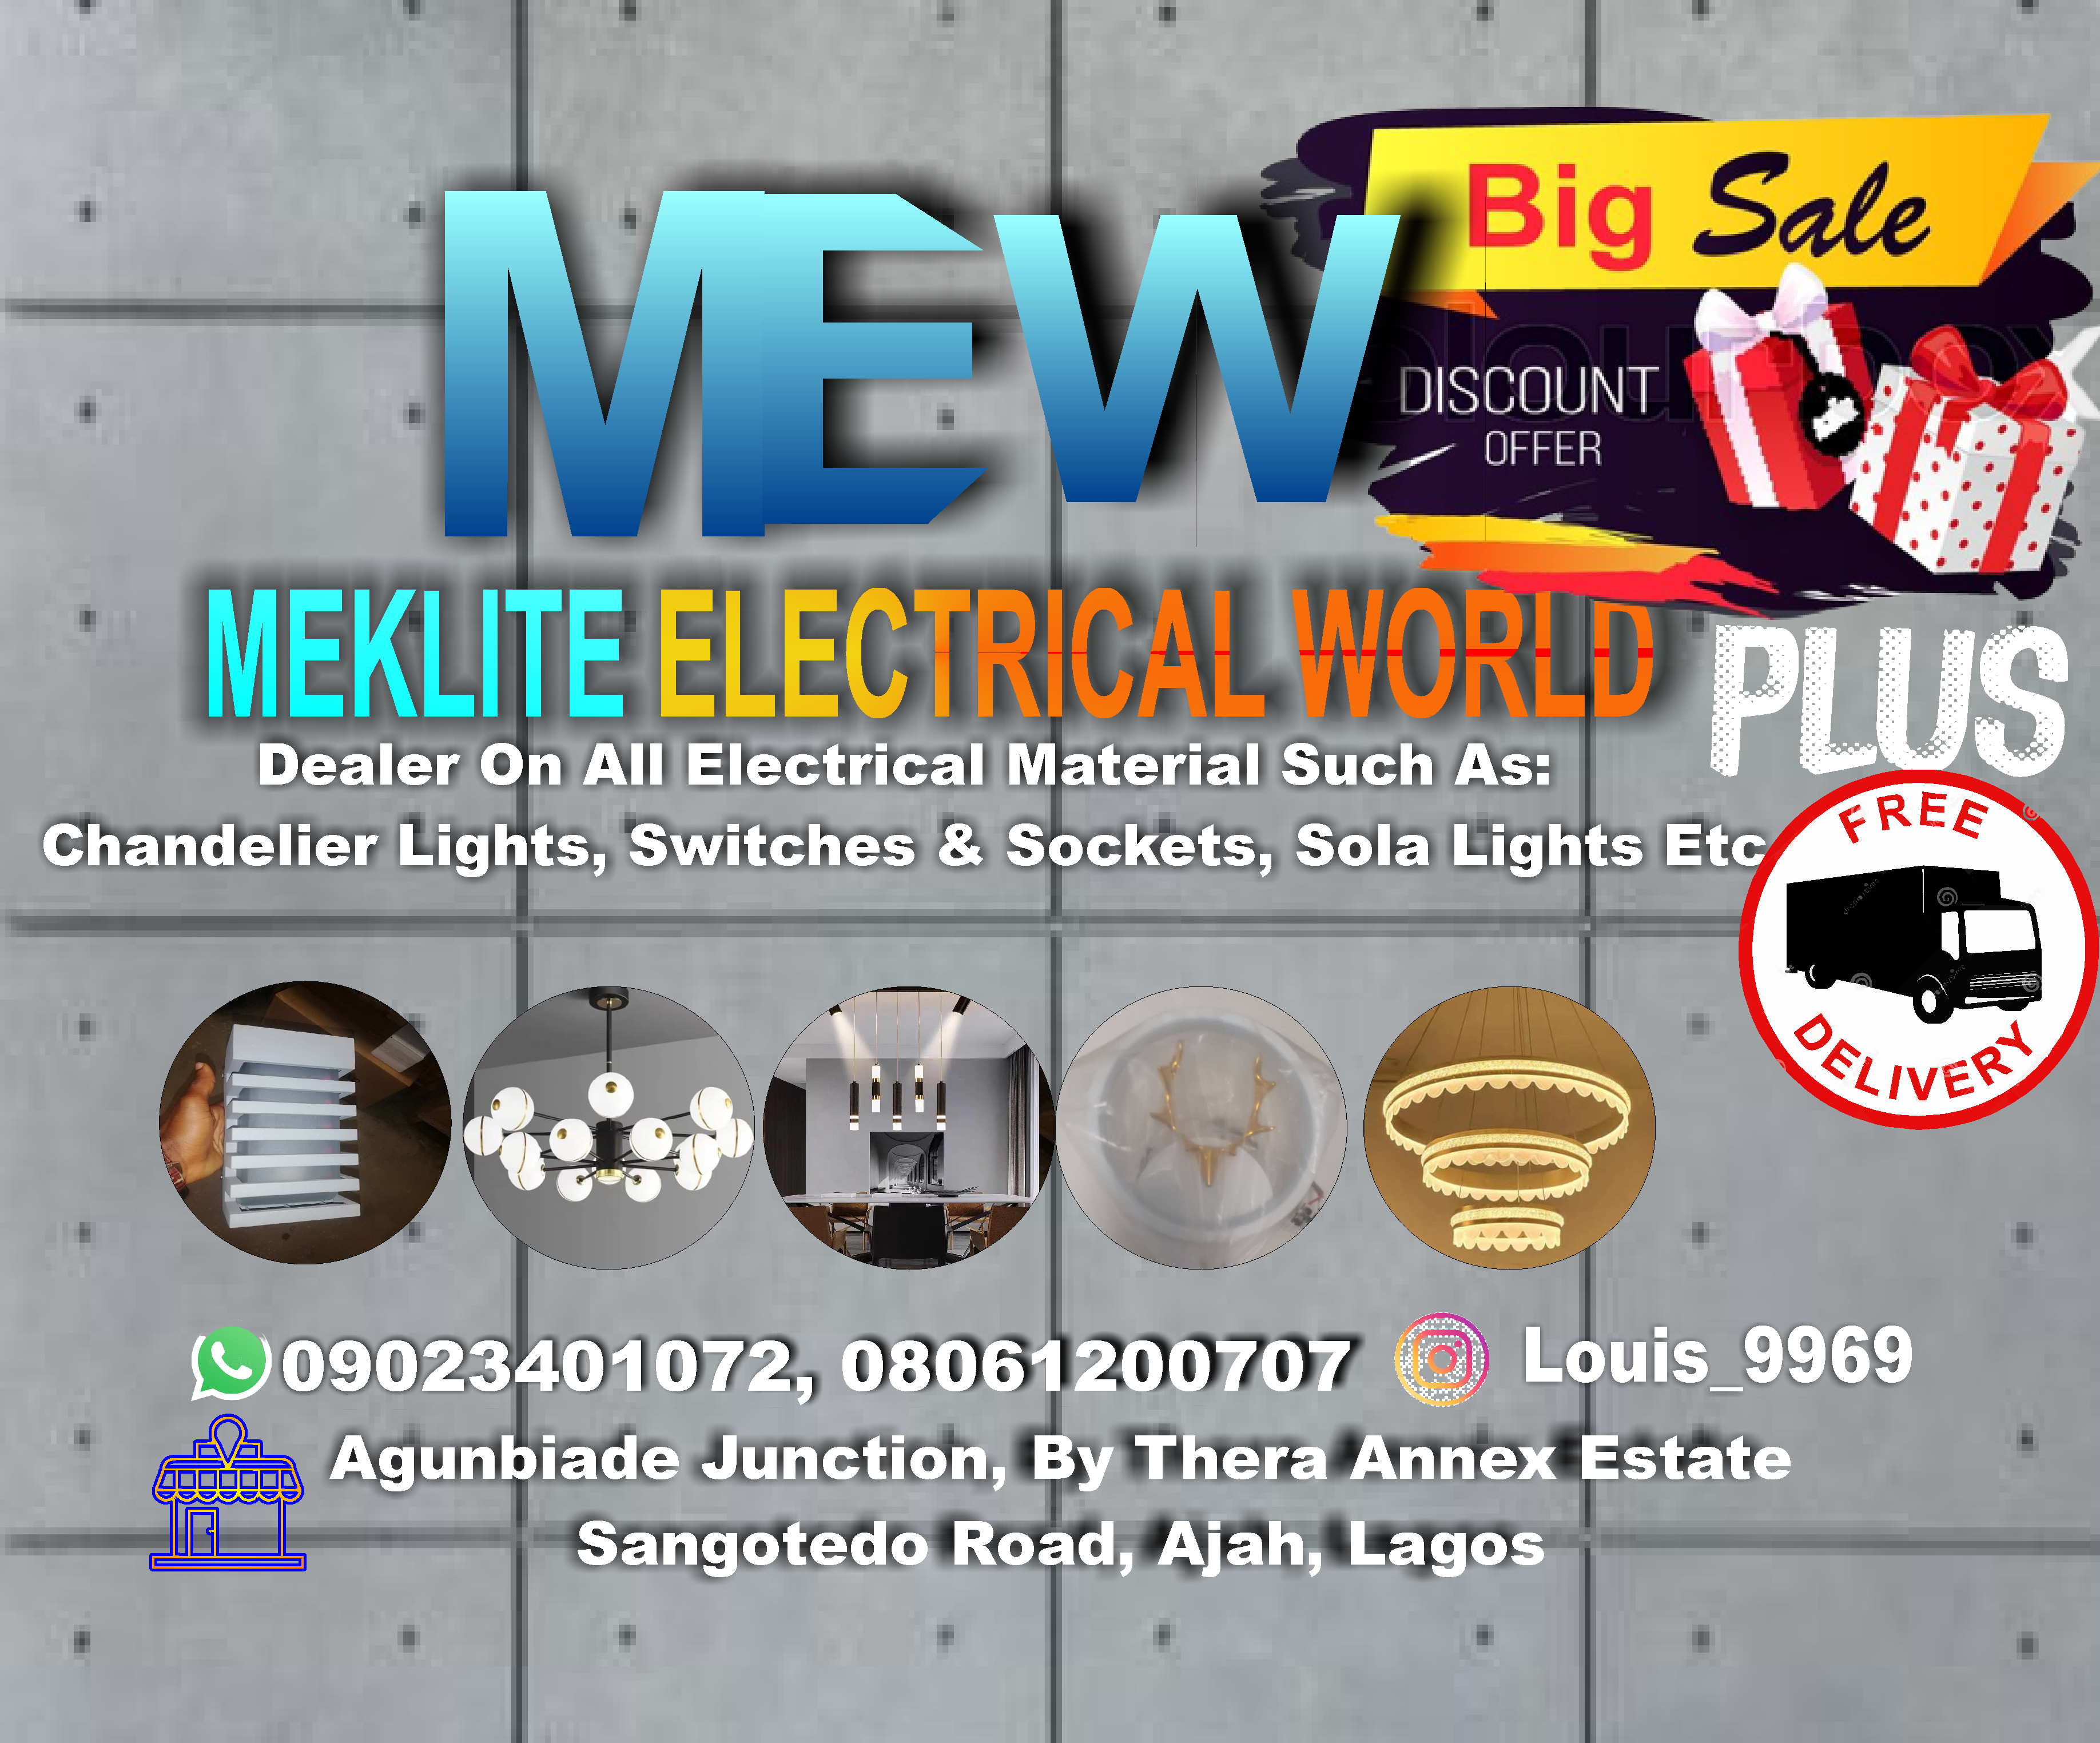 MEW
Big Sale
DISCOUNT
OFFER
MEKLITE ELECTRICAL WORLD
PLUS
Dealer On All Electrical Material Such As:
Chandelier Lights, Switches & Sockets, Sola Lights Etc
FREE
DELIVERY
09023401072, 08061200707
Louis_9969
Agunbiade Junction, By Thera Annex Estate
Sangotedo Road, Ajah, Lagos